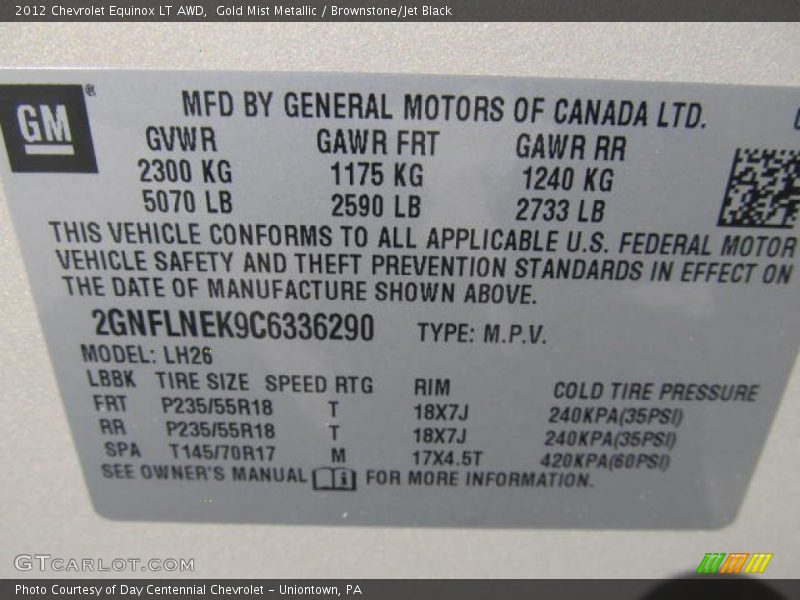 2012 Chevrolet Equinox LT AWD, Gold Mist Metallic / Brownstone/Jet Black
GM®
MFD BY GENERAL MOTORS OF CANADA LTD.
GVWR GAWR FRT GAWR RR
2300 KG 1175 KG 1240 KG
5070 LB 2590 LB 2733 LB
THIS VEHICLE CONFORMS TO ALL APPLICABLE U.S. FEDERAL MOTOR
VEHICLE SAFETY AND THEFT PREVENTION STANDARDS IN EFFECT ON
THE DATE OF MANUFACTURE SHOWN ABOVE.
2GNFLNEK9C6336290 TYPE: M.P.V.
MODEL: LH26
LBBK TIRE SIZE SPEED RTG RIM COLD TIRE PRESSURE
FRT P235/55R18 T 18X7J 240KPA(35PSI)
RR P235/55R18 T 18X7J 240KPA(35PSI)
SPA T145/70R17 M 17X4.5T 420KPA(60PSI)
SEE OWNER'S MANUAL i FOR MORE INFORMATION.
GTCARLOT.COM
Photo Courtesy of Day Centennial Chevrolet - Uniontown, PA